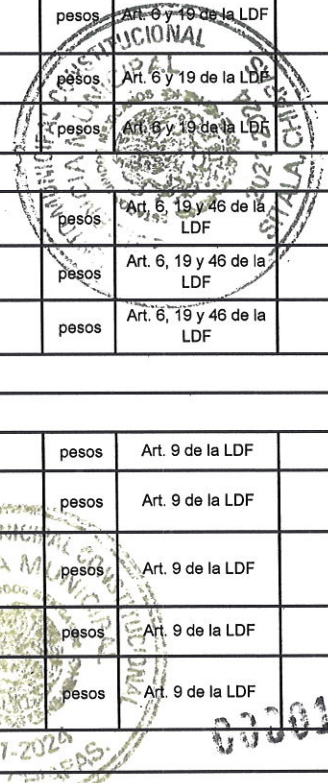 pesos Art. 6 y 19 de la LDF
pesos Art. 6 y 19 de la LDF
pesos Art. 6 y 19 de la LDF
CONSTITUCIONAL
SITALA, CHIAPAS
pesos Art. 6, 19 y 46 de la
LDF
pesos Art. 6, 19 y 46 de la
LDF
pesos Art. 6, 19 y 46 de la
LDF
pesos Art. 9 de la LDF
pesos Art. 9 de la LDF
pesos Art. 9 de la LDF
pesos Art. 9 de la LDF
pesos Art. 9 de la LDF